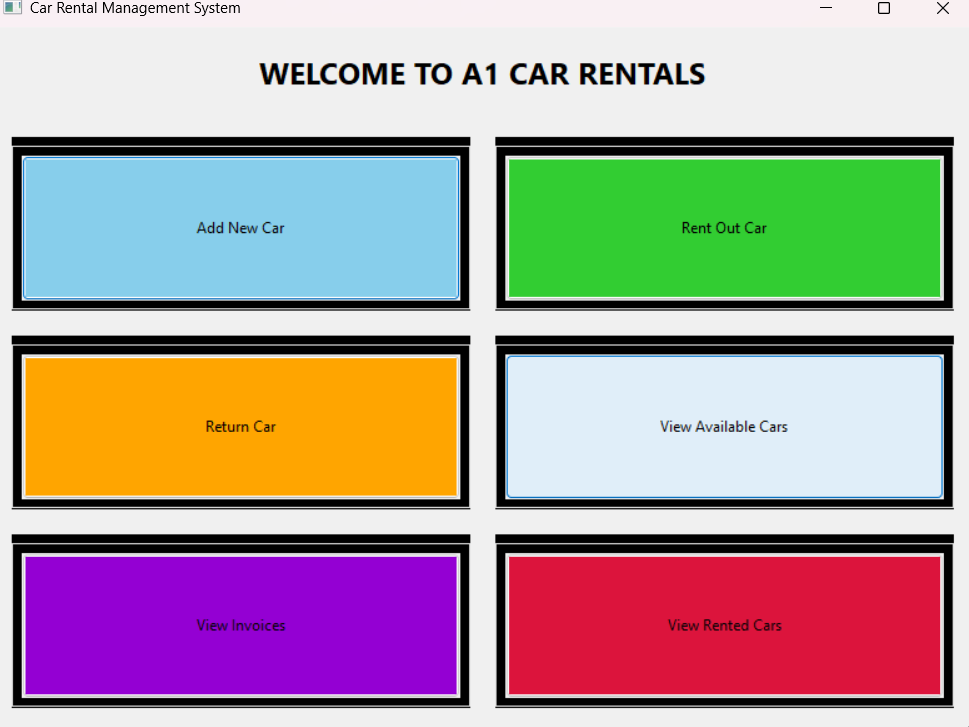 Car Rental Management System
WELCOME TO A1 CAR RENTALS
Add New Car
Rent Out Car
Return Car
View Available Cars
View Invoices
View Rented Cars